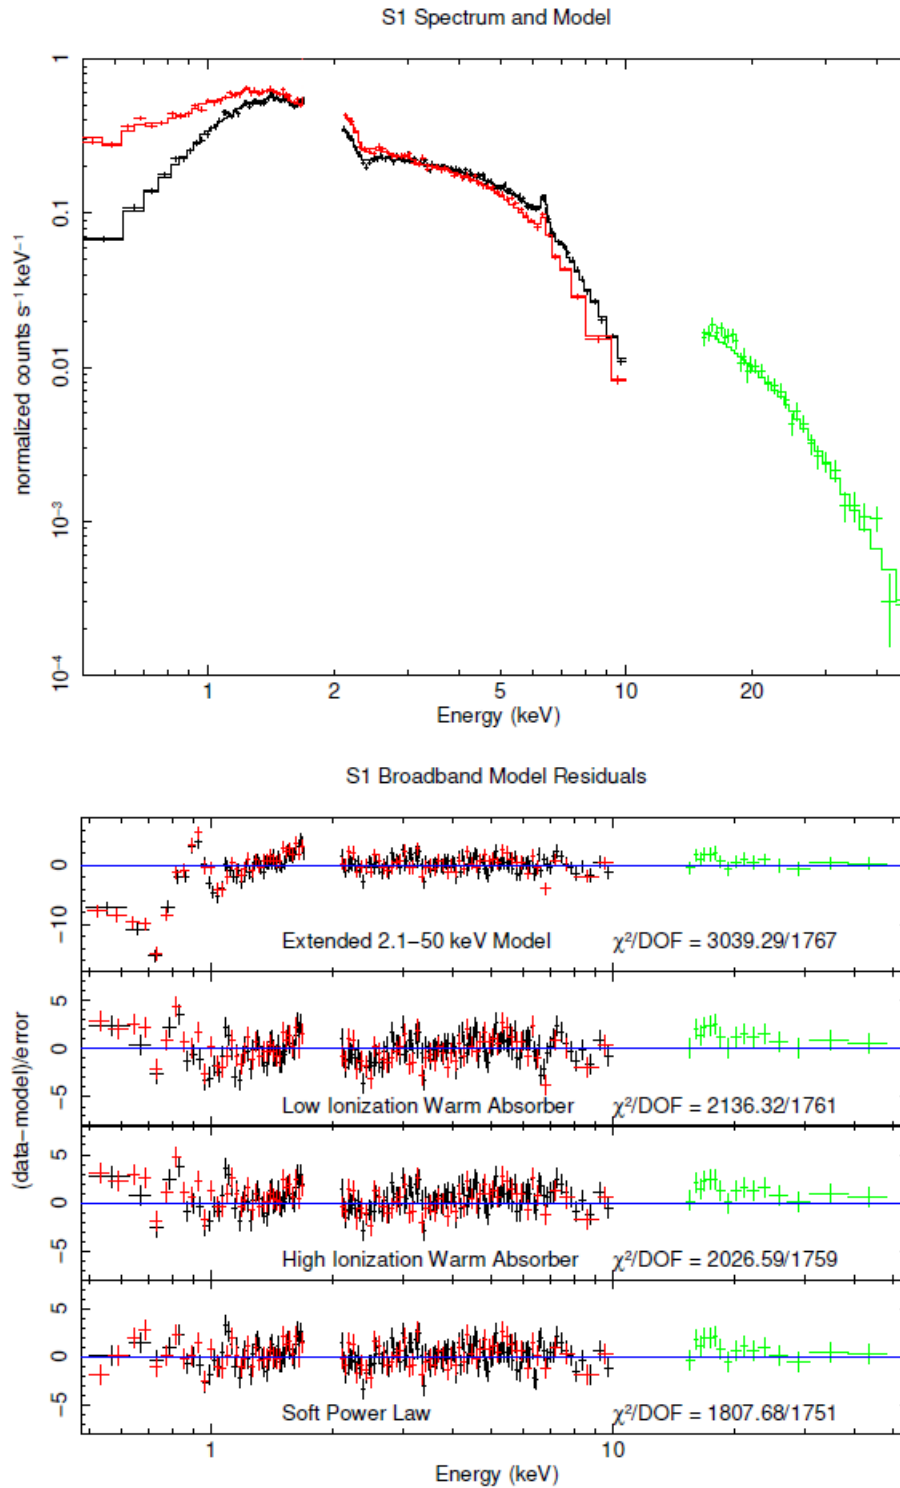 S1 Spectrum and Model
normalized counts s⁻¹ keV⁻¹
1
0.1
0.01
10⁻³
10⁻⁴
1 2 5 10 20
Energy (keV)
S1 Broadband Model Residuals
(data−model)/error
0
−10
Extended 2.1−50 keV Model χ²/DOF = 3039.29/1767
5
0
−5
Low Ionization Warm Absorber χ²/DOF = 2136.32/1761
5
0
−5
High Ionization Warm Absorber χ²/DOF = 2026.59/1759
5
0
−5
Soft Power Law χ²/DOF = 1807.68/1751
1 10
Energy (keV)